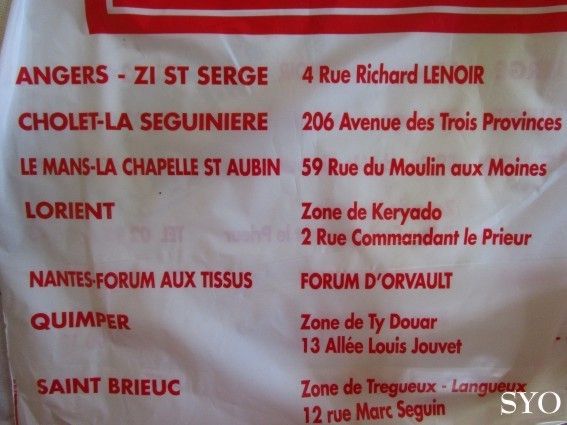 ANGERS - ZI ST SERGE 4 Rue Richard LENOIR
CHOLET-LA SEGUINIERE 206 Avenue des Trois Provinces
LE MANS-LA CHAPELLE ST AUBIN 59 Rue du Moulin aux Moines
LORIENT Zone de Keryado
2 Rue Commandant le Prieur
NANTES-FORUM AUX TISSUS FORUM D'ORVAULT
QUIMPER Zone de Ty Douar
13 Allée Louis Jouvet
SAINT BRIEUC Zone de Tregueux - Langueux
12 rue Marc Seguin
SYO